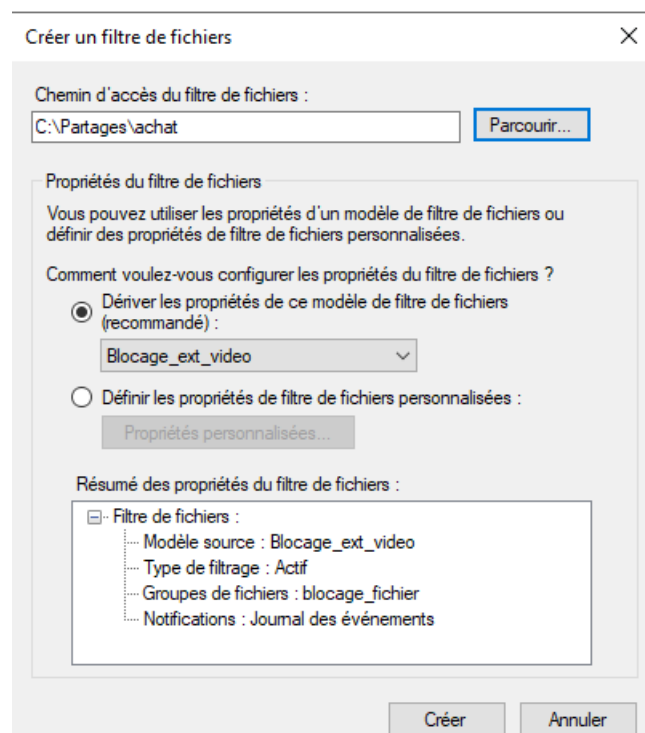 Créer un filtre de fichiers
Chemin d'accès du filtre de fichiers :
C:\Partages\achat
Parcourir...
Propriétés du filtre de fichiers
Vous pouvez utiliser les propriétés d'un modèle de filtre de fichiers ou
définir des propriétés de filtre de fichiers personnalisées.
Comment voulez-vous configurer les propriétés du filtre de fichiers ?
Dériver les propriétés de ce modèle de filtre de fichiers
(recommandé) :
Blocage_ext_video
Définir les propriétés de filtre de fichiers personnalisées :
Propriétés personnalisées...
Résumé des propriétés du filtre de fichiers :
Filtre de fichiers :
Modèle source : Blocage_ext_video
Type de filtrage : Actif
Groupes de fichiers : blocage_fichier
Notifications : Journal des événements
Créer
Annuler